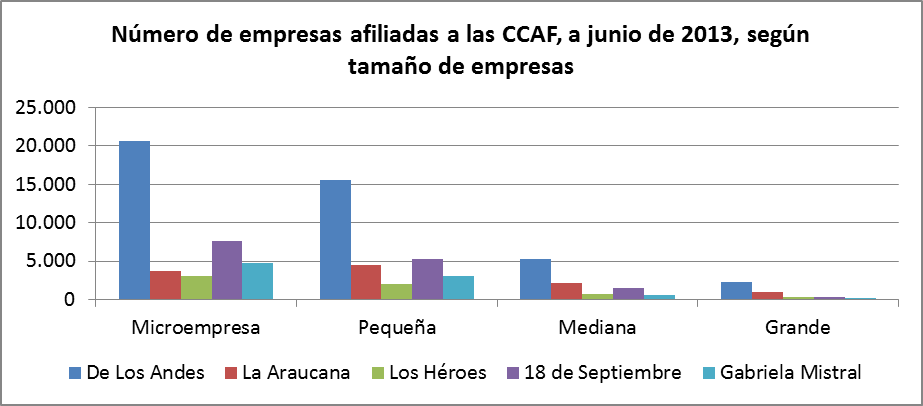 Número de empresas afiliadas a las CCAF, a junio de 2013, según
tamaño de empresas
25.000
20.000
15.000
10.000
5.000
0
Microempresa Pequeña Mediana Grande
De Los Andes La Araucana Los Héroes 18 de Septiembre Gabriela Mistral